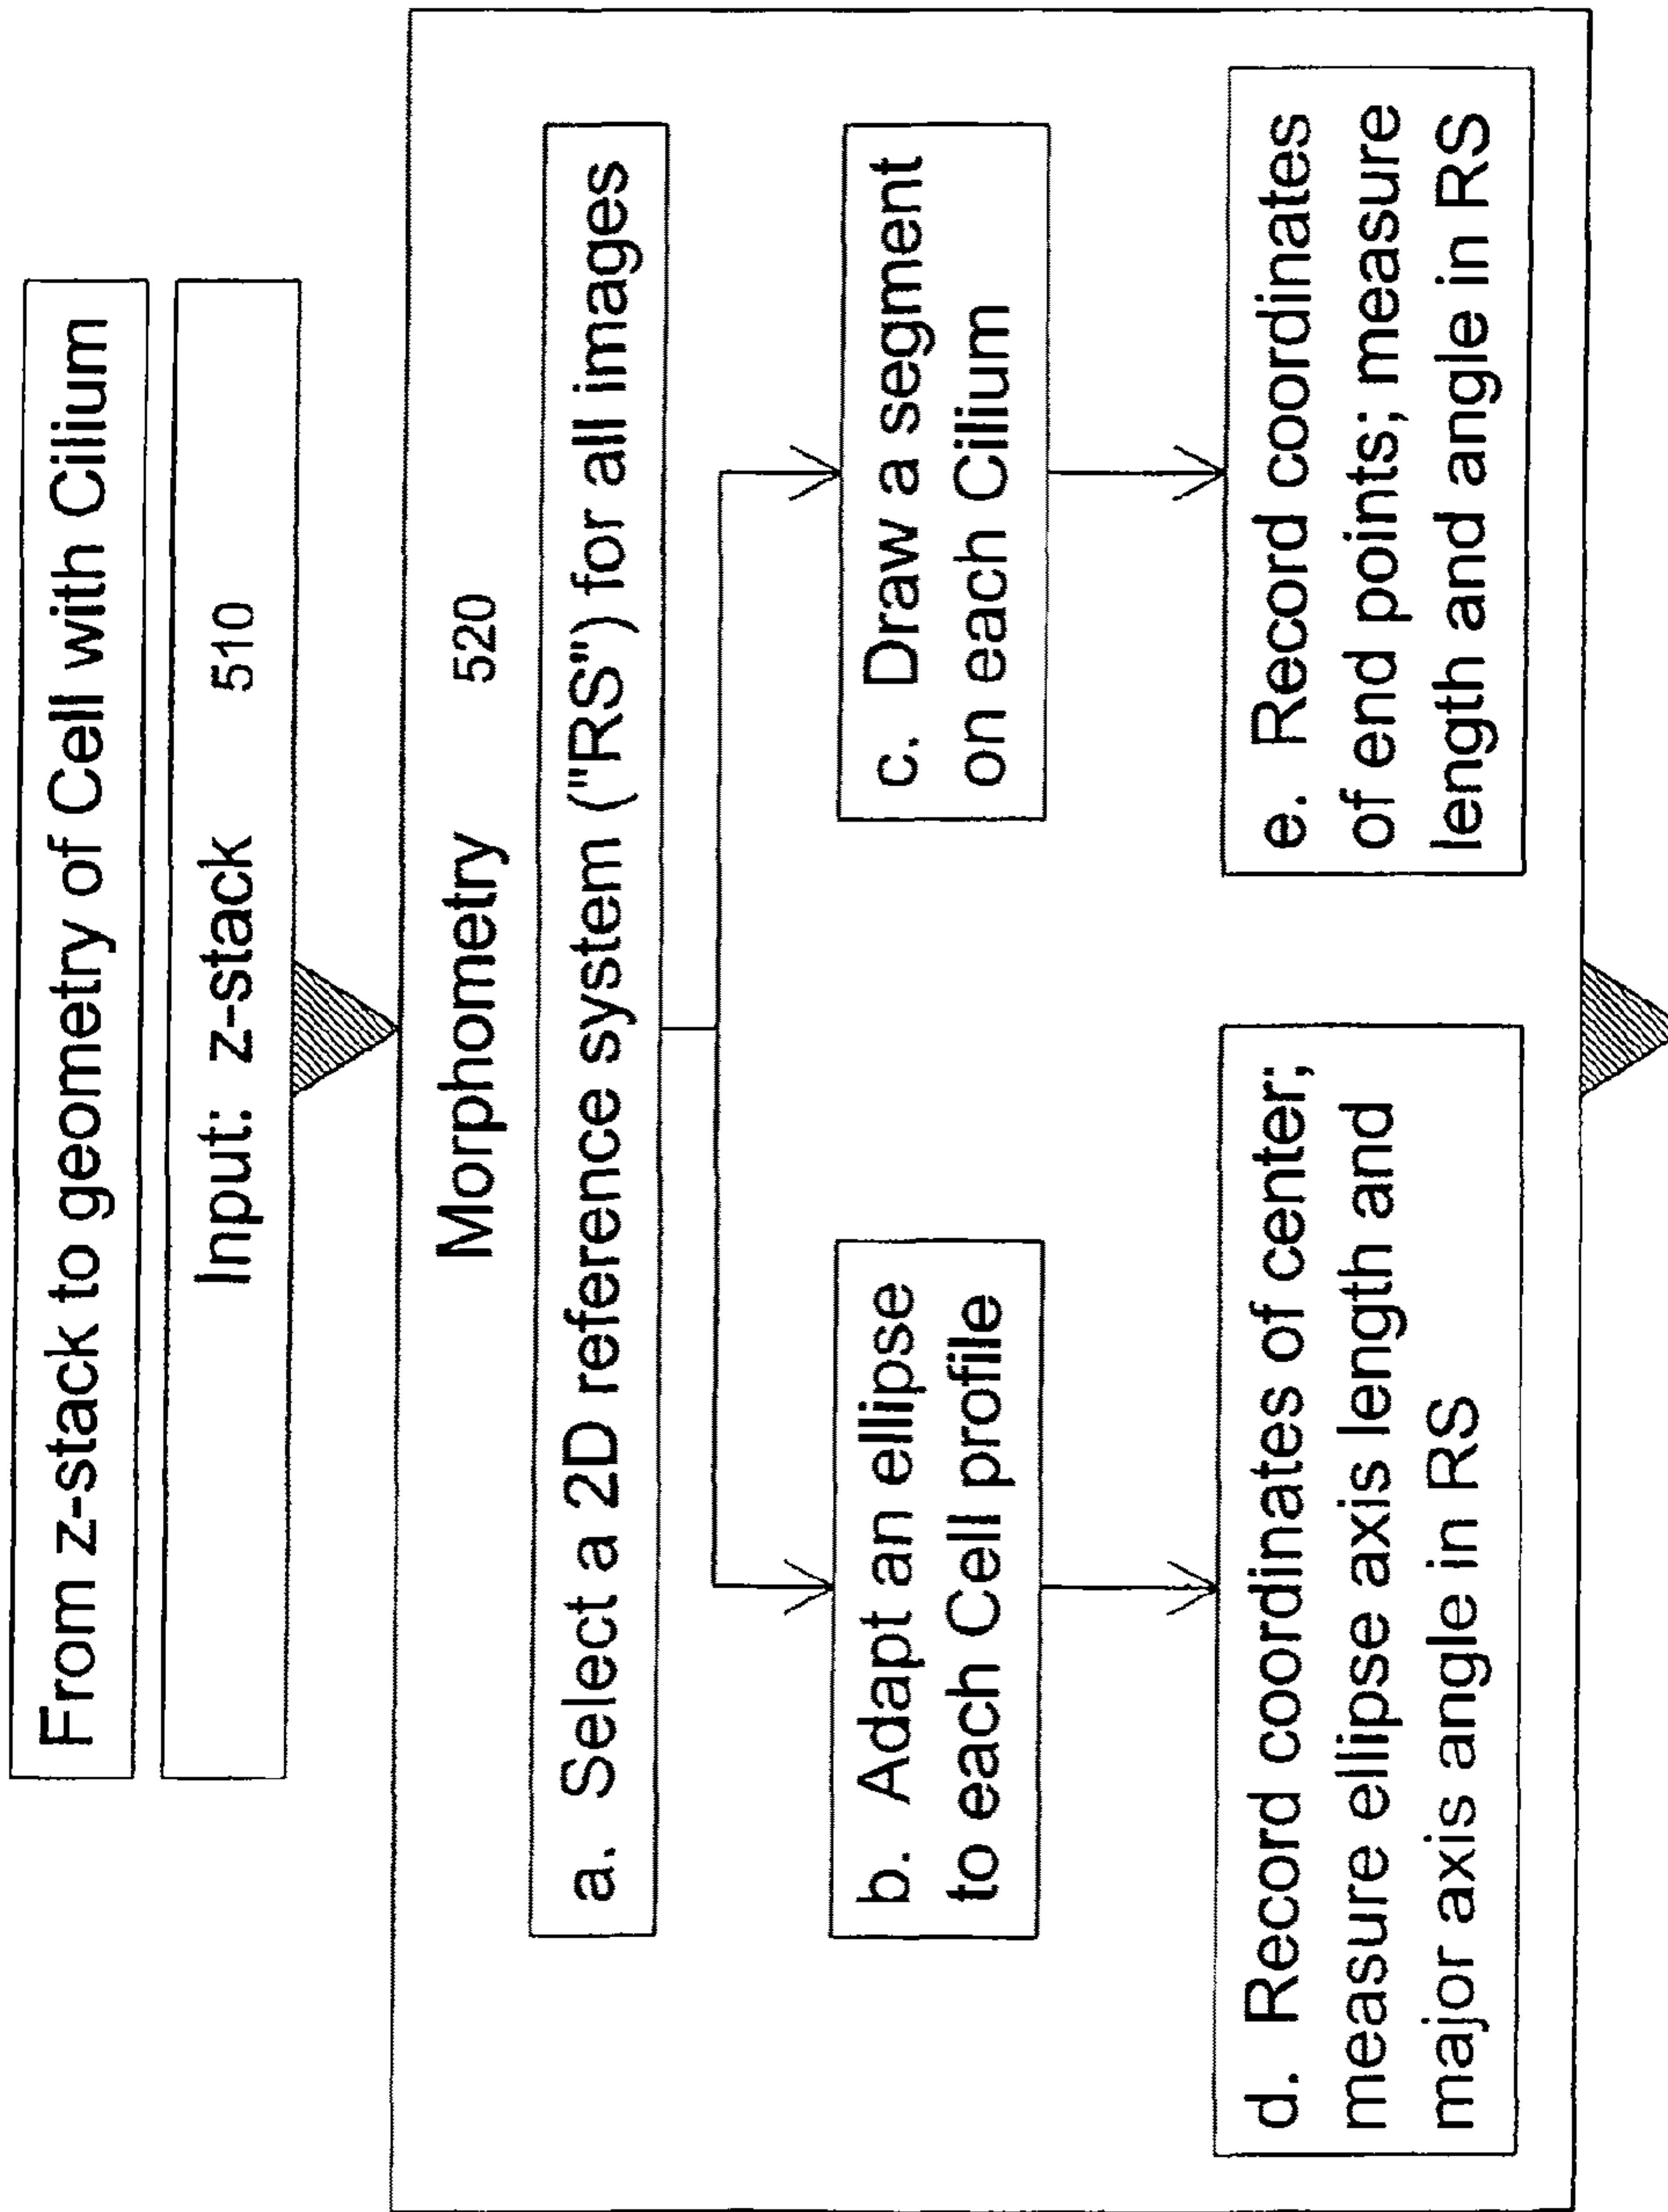 From z-stack to geometry of Cell with Cilium
Input: z-stack 510
Morphometry 520
a. Select a 2D reference system ("RS") for all images
b. Adapt an ellipse
to each Cell profile
c. Draw a segment
on each Cilium
d. Record coordinates of center;
measure ellipse axis length and
major axis angle in RS
e. Record coordinates
of end points; measure
length and angle in RS